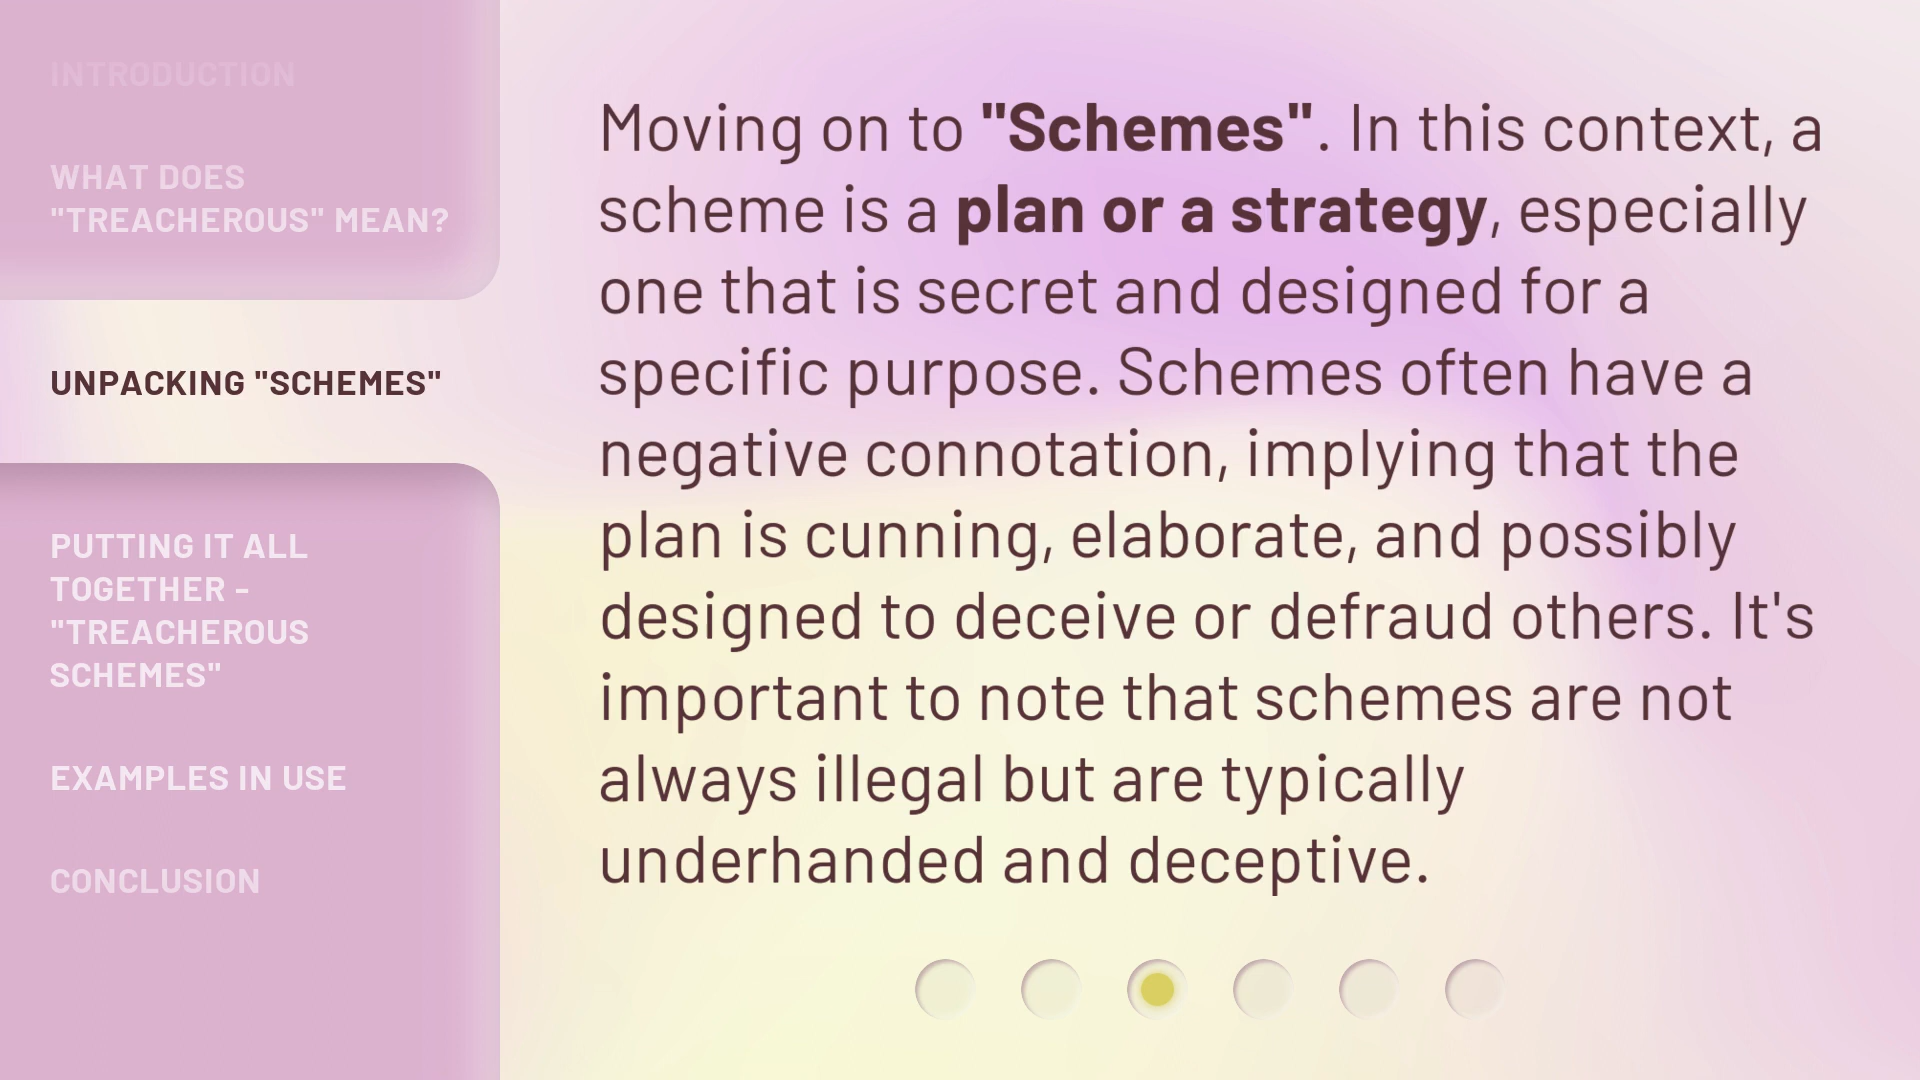 INTRODUCTION
WHAT DOES
"TREACHEROUS" MEAN?
UNPACKING "SCHEMES"
PUTTING IT ALL
TOGETHER -
"TREACHEROUS
SCHEMES"
EXAMPLES IN USE
CONCLUSION
Moving on to "Schemes". In this context, a
scheme is a plan or a strategy, especially
one that is secret and designed for a
specific purpose. Schemes often have a
negative connotation, implying that the
plan is cunning, elaborate, and possibly
designed to deceive or defraud others. It's
important to note that schemes are not
always illegal but are typically
underhanded and deceptive.